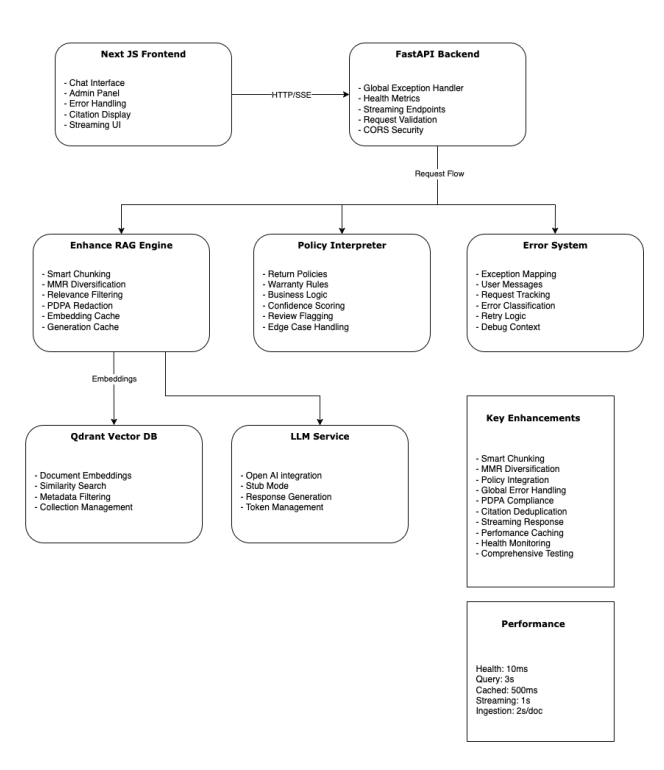 Next JS Frontend
- Chat Interface
- Admin Panel
- Error Handling
- Citation Display
- Streaming UI
HTTP/SSE
FastAPI Backend
- Global Exception Handler
- Health Metrics
- Streaming Endpoints
- Request Validation
- CORS Security
Request Flow
Enhance RAG Engine
- Smart Chunking
- MMR Diversification
- Relevance Filtering
- PDPA Redaction
- Embedding Cache
- Generation Cache
Policy Interpreter
- Return Policies
- Warranty Rules
- Business Logic
- Confidence Scoring
- Review Flagging
- Edge Case Handling
Error System
- Exception Mapping
- User Messages
- Request Tracking
- Error Classification
- Retry Logic
- Debug Context
Embeddings
Qdrant Vector DB
- Document Embeddings
- Similarity Search
- Metadata Filtering
- Collection Management
LLM Service
- Open AI integration
- Stub Mode
- Response Generation
- Token Management
Key Enhancements
- Smart Chunking
- MMR Diversification
- Policy Integration
- Global Error Handling
- PDPA Compliance
- Citation Deduplication
- Streaming Response
- Perfomance Caching
- Health Monitoring
- Comprehensive Testing
Performance
Health: 10ms
Query: 3s
Cached: 500ms
Streaming: 1s
Ingestion: 2s/doc